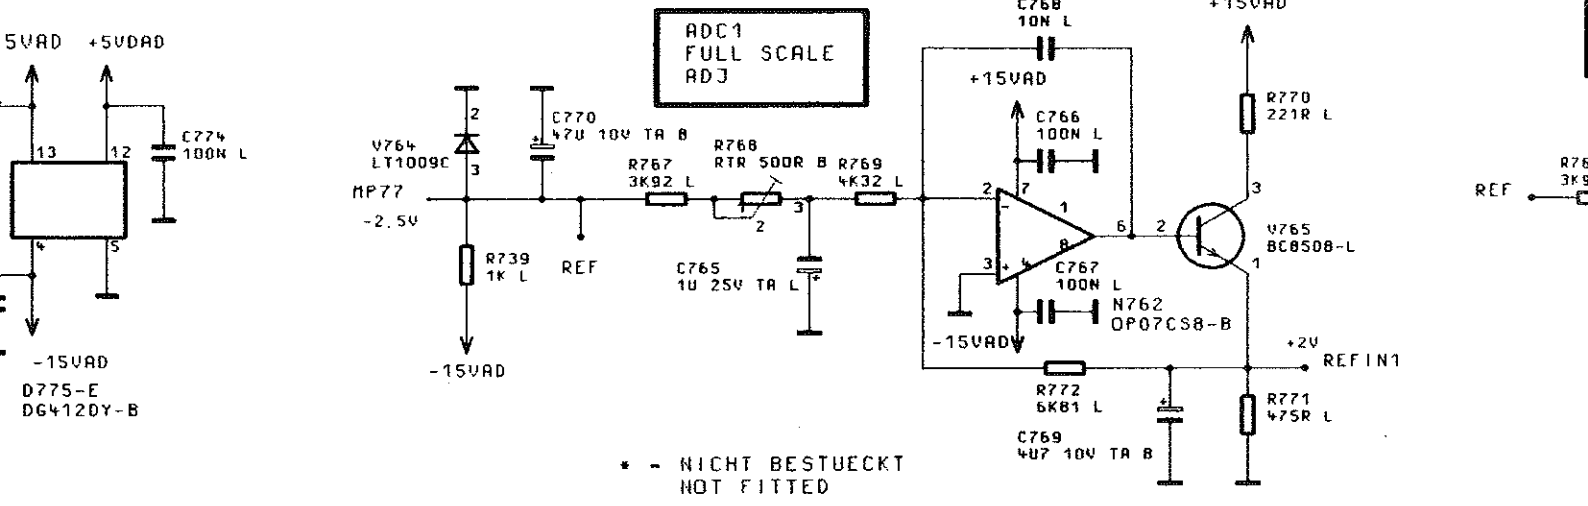 5VAD
+5VDAD
13
12
C774
100N L
4
5
-15VAD
D775-E
DG412DY-B
ADC1
FULL SCALE
ADJ
V764
LT1009C
2
3
MP77
-2.5V
C770
47U 10V TA B
R739
1K L
-15VAD
REF
R767
3K92 L
R768
RTR 500R B
1
3
2
C765
1U 25V TA L
R769
4K32 L
C768
10N L
+15VAD
C766
100N L
2
7
1
6
8
3
4
C767
100N L
N762
OP07CS8-B
-15VAD
R772
6K81 L
C769
4U7 10V TA B
+15VAD
R770
221R L
3
2
V765
BC850B-L
1
+2V
REFIN1
R771
475R L
REF
* - NICHT BESTUECKT
NOT FITTED